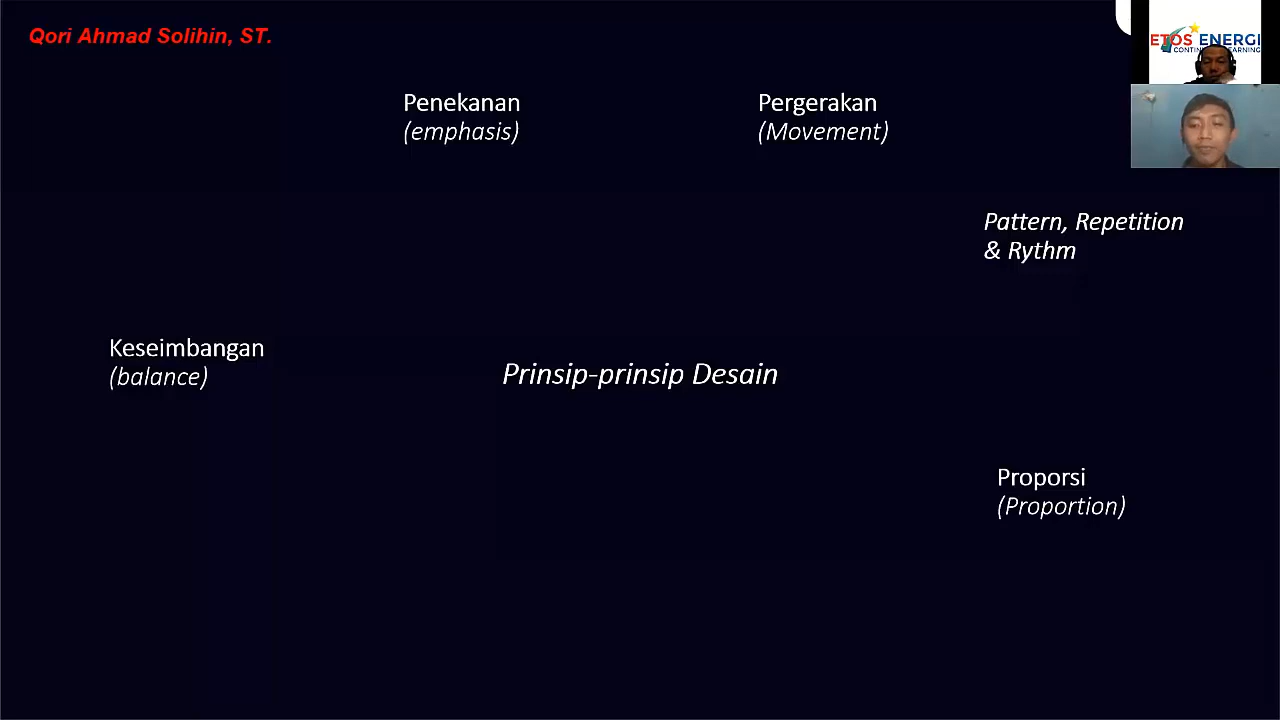 Qori Ahmad Solihin, ST.
ETOS ENERGI
Penekanan
(emphasis)
Pergerakan
(Movement)
Pattern, Repetition
& Rythm
Keseimbangan
(balance)
Prinsip-prinsip Desain
Proporsi
(Proportion)